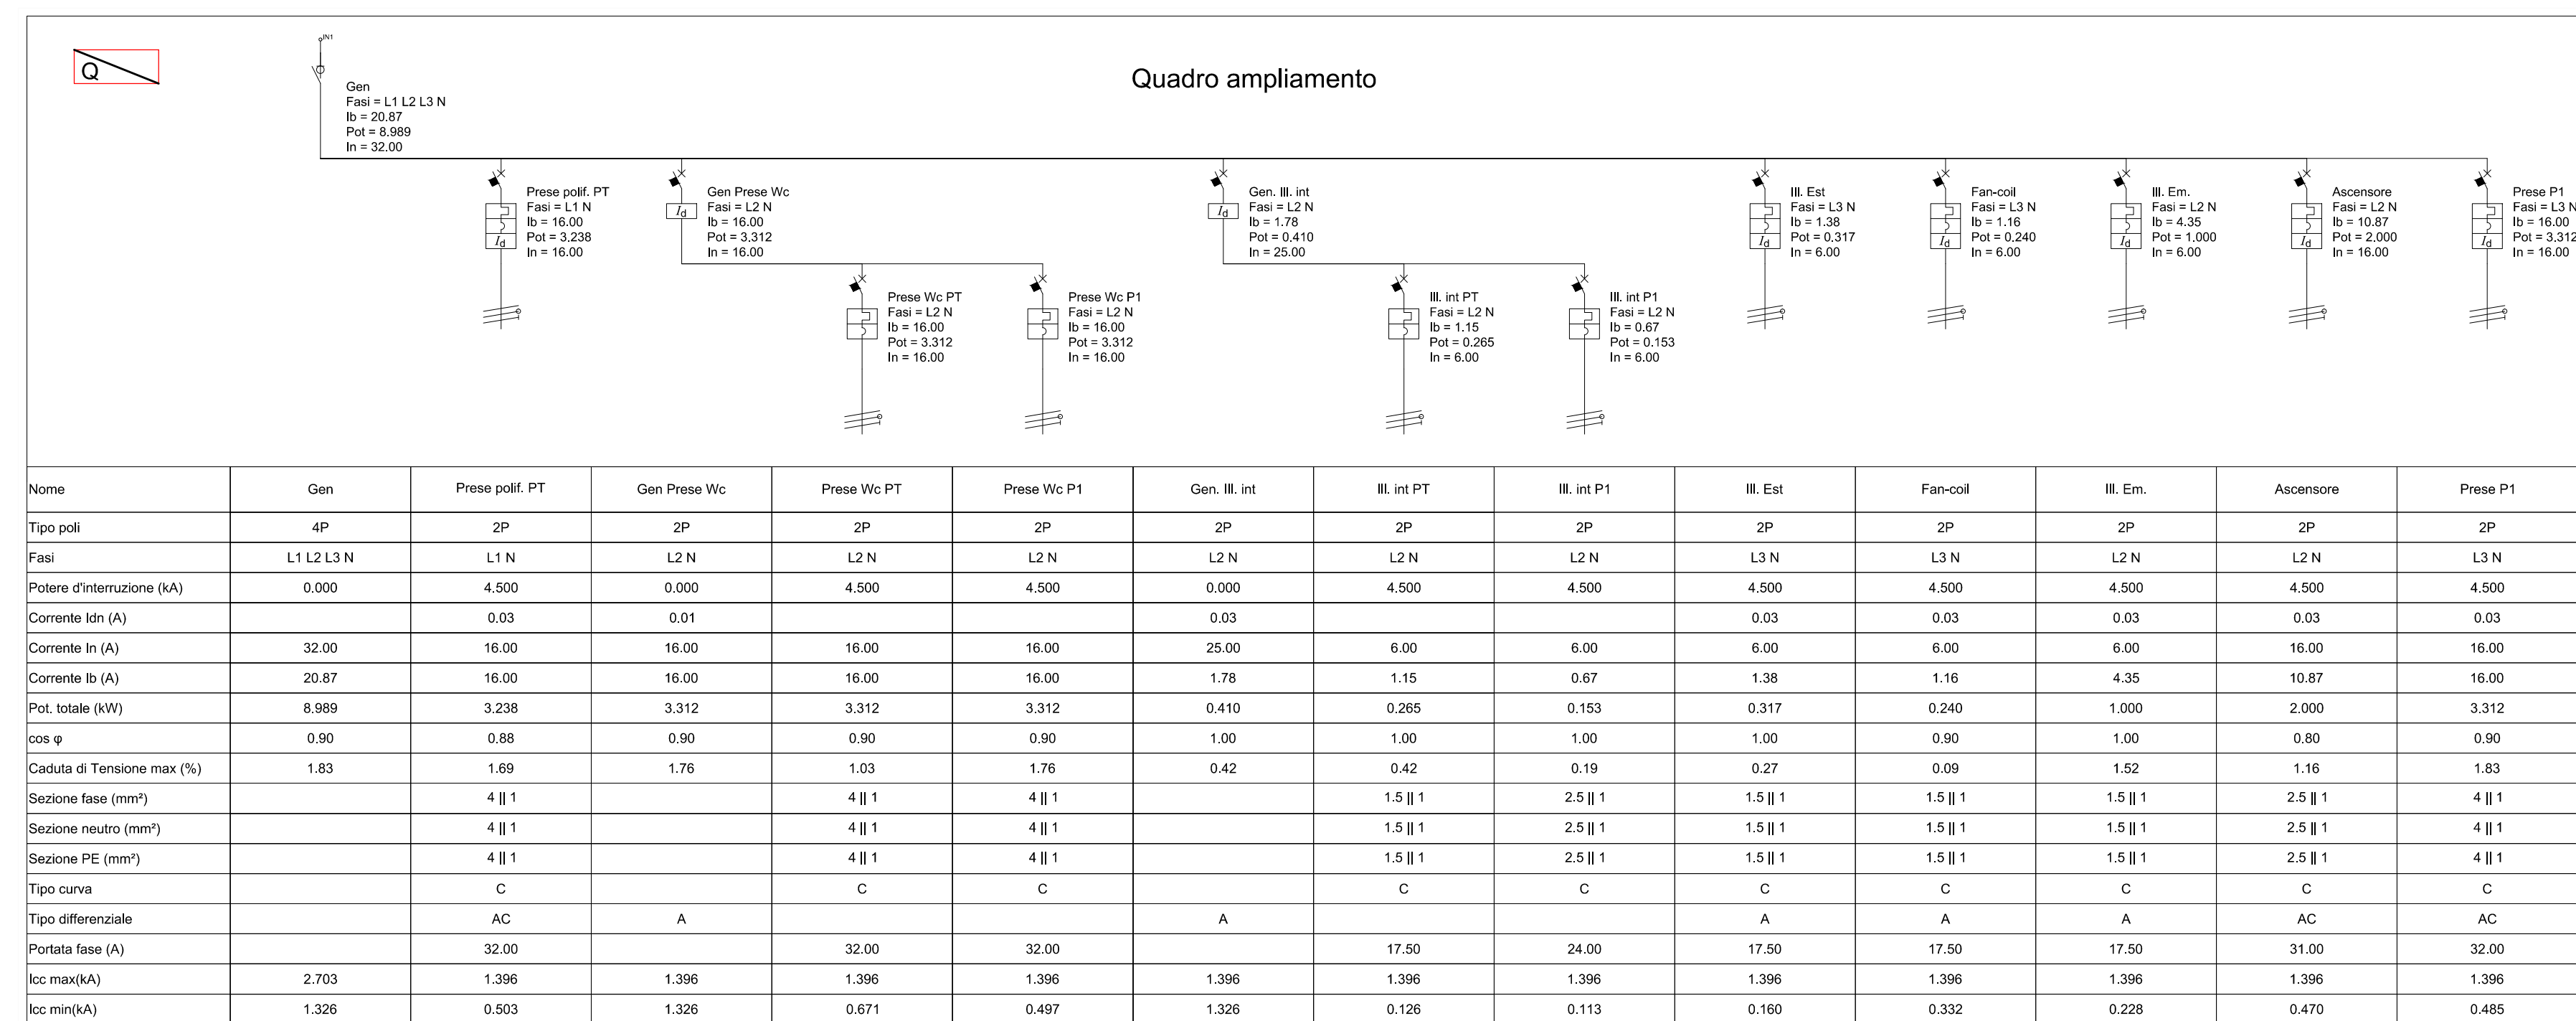 IN1
Q
Quadro ampliamento
Gen
Fasi = L1 L2 L3 N
Ib = 20.87
Pot = 8.989
In = 32.00
Prese polif. PT
Fasi = L1 N
Ib = 16.00
Pot = 3.238
In = 16.00
Id
Gen Prese Wc
Fasi = L2 N
Ib = 16.00
Pot = 3.312
In = 16.00
Id
Prese Wc PT
Fasi = L2 N
Ib = 16.00
Pot = 3.312
In = 16.00
Prese Wc P1
Fasi = L2 N
Ib = 16.00
Pot = 3.312
In = 16.00
Gen. Ill. int
Fasi = L2 N
Ib = 1.78
Pot = 0.410
In = 25.00
Id
Ill. int PT
Fasi = L2 N
Ib = 1.15
Pot = 0.265
In = 6.00
Ill. int P1
Fasi = L2 N
Ib = 0.67
Pot = 0.153
In = 6.00
Ill. Est
Fasi = L3 N
Ib = 1.38
Pot = 0.317
In = 6.00
Id
Fan-coil
Fasi = L3 N
Ib = 1.16
Pot = 0.240
In = 6.00
Id
Ill. Em.
Fasi = L2 N
Ib = 4.35
Pot = 1.000
In = 6.00
Id
Ascensore
Fasi = L2 N
Ib = 10.87
Pot = 2.000
In = 16.00
Id
Prese P1
Fasi = L3 N
Ib = 16.00
Pot = 3.312
In = 16.00
Id
Nome Gen Prese polif. PT Gen Prese Wc Prese Wc PT Prese Wc P1 Gen. Ill. int Ill. int PT Ill. int P1 Ill. Est Fan-coil Ill. Em. Ascensore Prese P1
Tipo poli 4P 2P 2P 2P 2P 2P 2P 2P 2P 2P 2P 2P 2P
Fasi L1 L2 L3 N L1 N L2 N L2 N L2 N L2 N L2 N L2 N L3 N L3 N L2 N L2 N L3 N
Potere d'interruzione (kA) 0.000 4.500 0.000 4.500 4.500 0.000 4.500 4.500 4.500 4.500 4.500 4.500 4.500
Corrente Idn (A) 0.03 0.01 0.03 0.03 0.03 0.03 0.03 0.03
Corrente In (A) 32.00 16.00 16.00 16.00 16.00 25.00 6.00 6.00 6.00 6.00 6.00 16.00 16.00
Corrente Ib (A) 20.87 16.00 16.00 16.00 16.00 1.78 1.15 0.67 1.38 1.16 4.35 10.87 16.00
Pot. totale (kW) 8.989 3.238 3.312 3.312 3.312 0.410 0.265 0.153 0.317 0.240 1.000 2.000 3.312
cos φ 0.90 0.88 0.90 0.90 0.90 1.00 1.00 1.00 1.00 0.90 1.00 0.80 0.90
Caduta di Tensione max (%) 1.83 1.69 1.76 1.03 1.76 0.42 0.42 0.19 0.27 0.09 1.52 1.16 1.83
Sezione fase (mm²) 4 || 1 4 || 1 4 || 1 1.5 || 1 2.5 || 1 1.5 || 1 1.5 || 1 1.5 || 1 2.5 || 1 4 || 1
Sezione neutro (mm²) 4 || 1 4 || 1 4 || 1 1.5 || 1 2.5 || 1 1.5 || 1 1.5 || 1 1.5 || 1 2.5 || 1 4 || 1
Sezione PE (mm²) 4 || 1 4 || 1 4 || 1 1.5 || 1 2.5 || 1 1.5 || 1 1.5 || 1 1.5 || 1 2.5 || 1 4 || 1
Tipo curva C C C C C C C C C C
Tipo differenziale AC A A A A A AC AC
Portata fase (A) 32.00 32.00 32.00 17.50 24.00 17.50 17.50 17.50 31.00 32.00
Icc max(kA) 2.703 1.396 1.396 1.396 1.396 1.396 1.396 1.396 1.396 1.396 1.396 1.396 1.396
Icc min(kA) 1.326 0.503 1.326 0.671 0.497 1.326 0.126 0.113 0.160 0.332 0.228 0.470 0.485